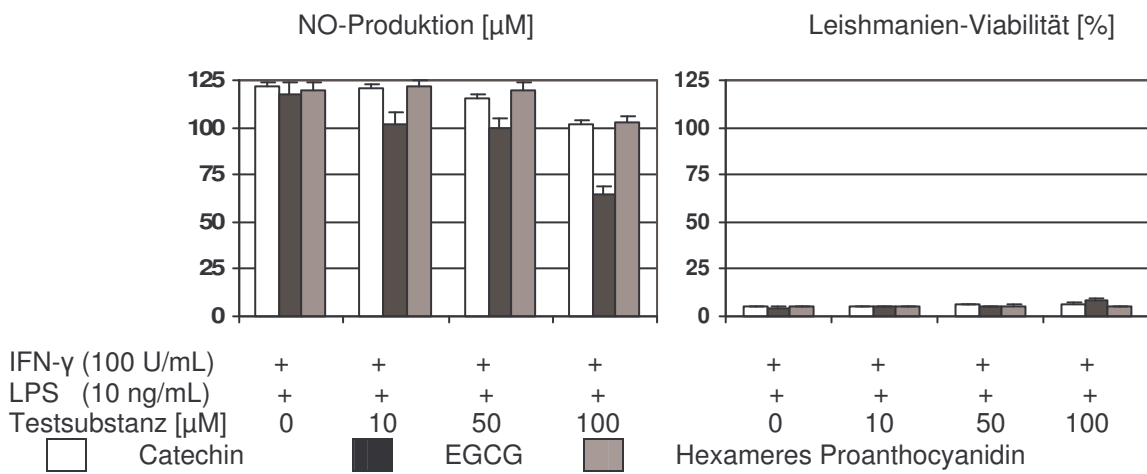 NO-Produktion [µM] Leishmanien-Viabilität [%]
125 125
100 100
75 75
50 50
25 25
0 0
IFN-γ (100 U/mL) + + + + + + + +
LPS (10 ng/mL) + + + + + + + +
Testsubstanz [µM] 0 10 50 100 0 10 50 100
Catechin EGCG Hexameres Proanthocyanidin